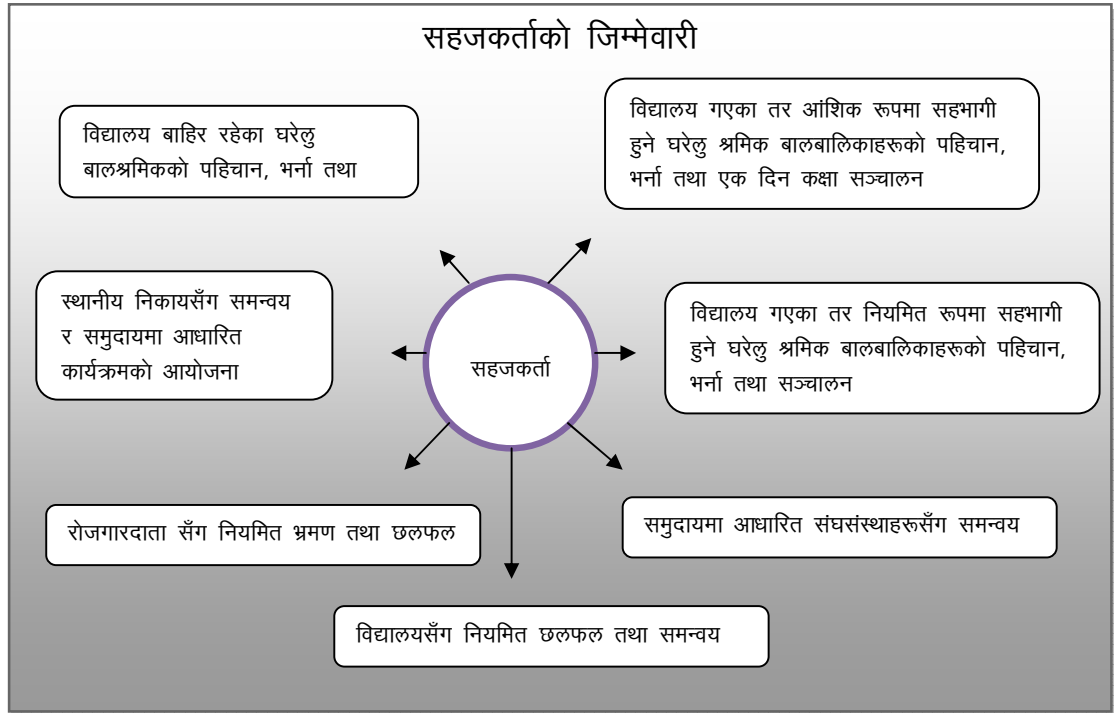 सहजकर्ताको जिम्मेवारी
विद्यालय बाहिर रहेका घरेलु
बालश्रमिकको पहिचान, भर्ना तथा
विद्यालय गएका तर आंशिक रूपमा सहभागी
हुने घरेलु श्रमिक बालबालिकाहरूको पहिचान,
भर्ना तथा एक दिन कक्षा सञ्चालन
स्थानीय निकायसँग समन्वय
र समुदायमा आधारित
कार्यक्रमको आयोजना
सहजकर्ता
विद्यालय गएका तर नियमित रूपमा सहभागी
हुने घरेलु श्रमिक बालबालिकाहरूको पहिचान,
भर्ना तथा सञ्चालन
रोजगारदाता सँग नियमित भ्रमण तथा छलफल
समुदायमा आधारित संघसंस्थाहरूसँग समन्वय
विद्यालयसँग नियमित छलफल तथा समन्वय